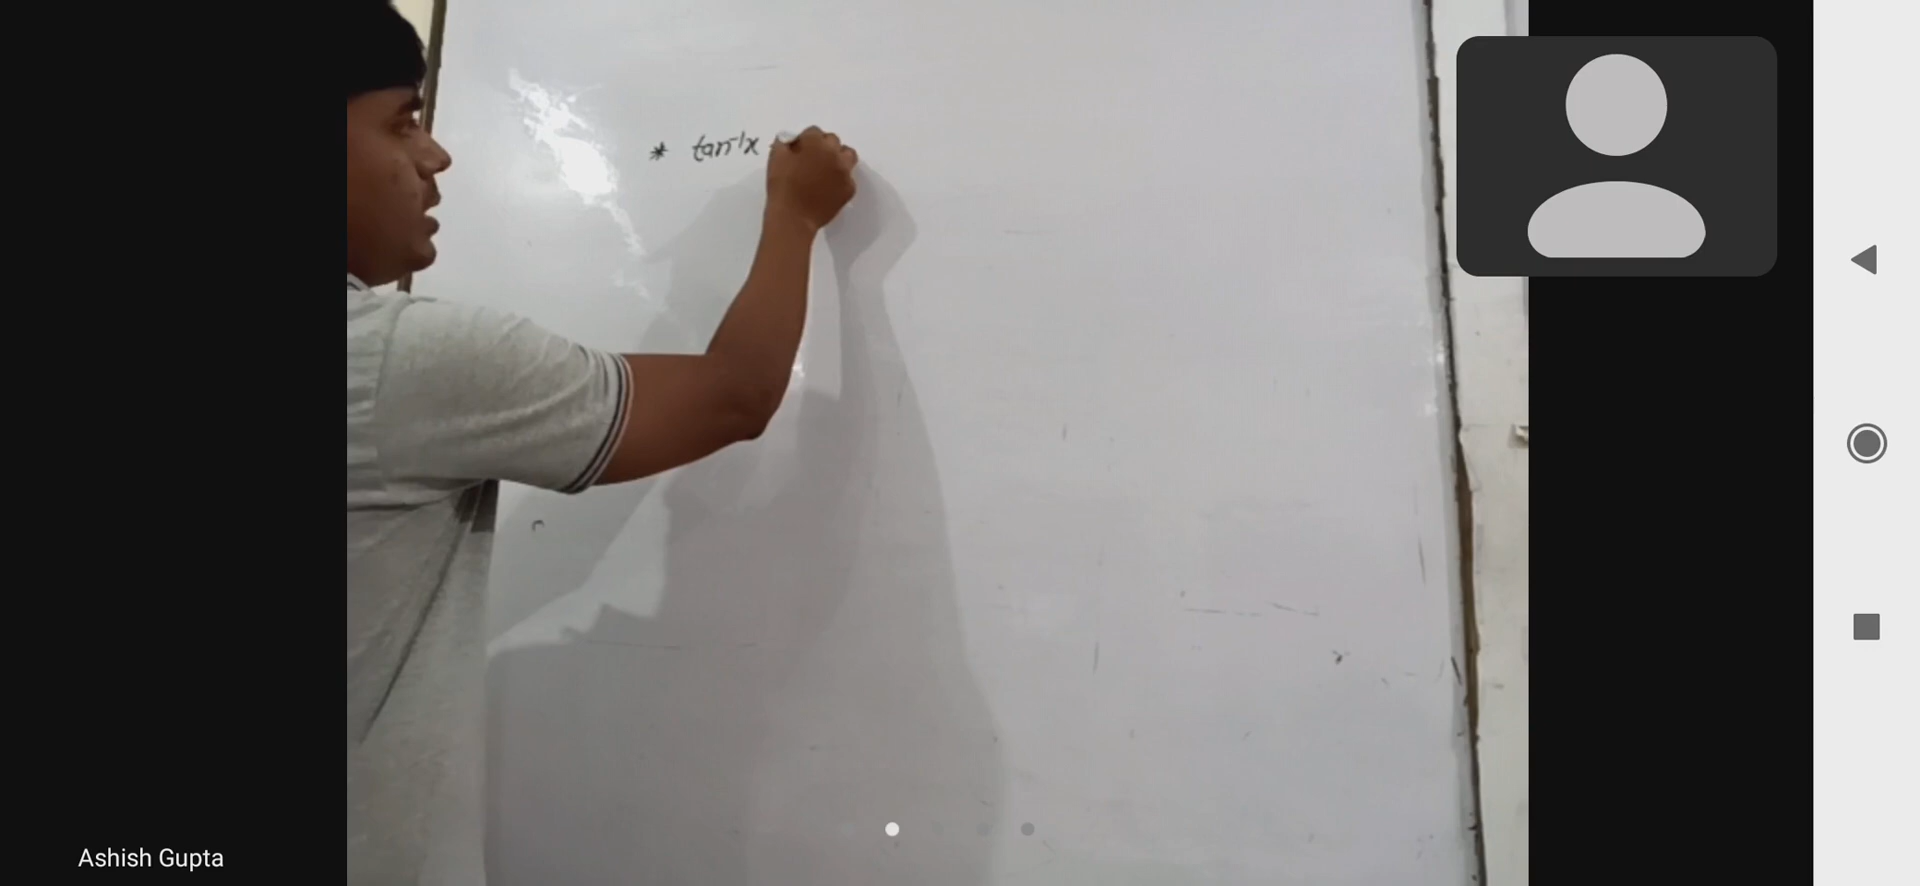 * tan⁻¹x
Ashish Gupta